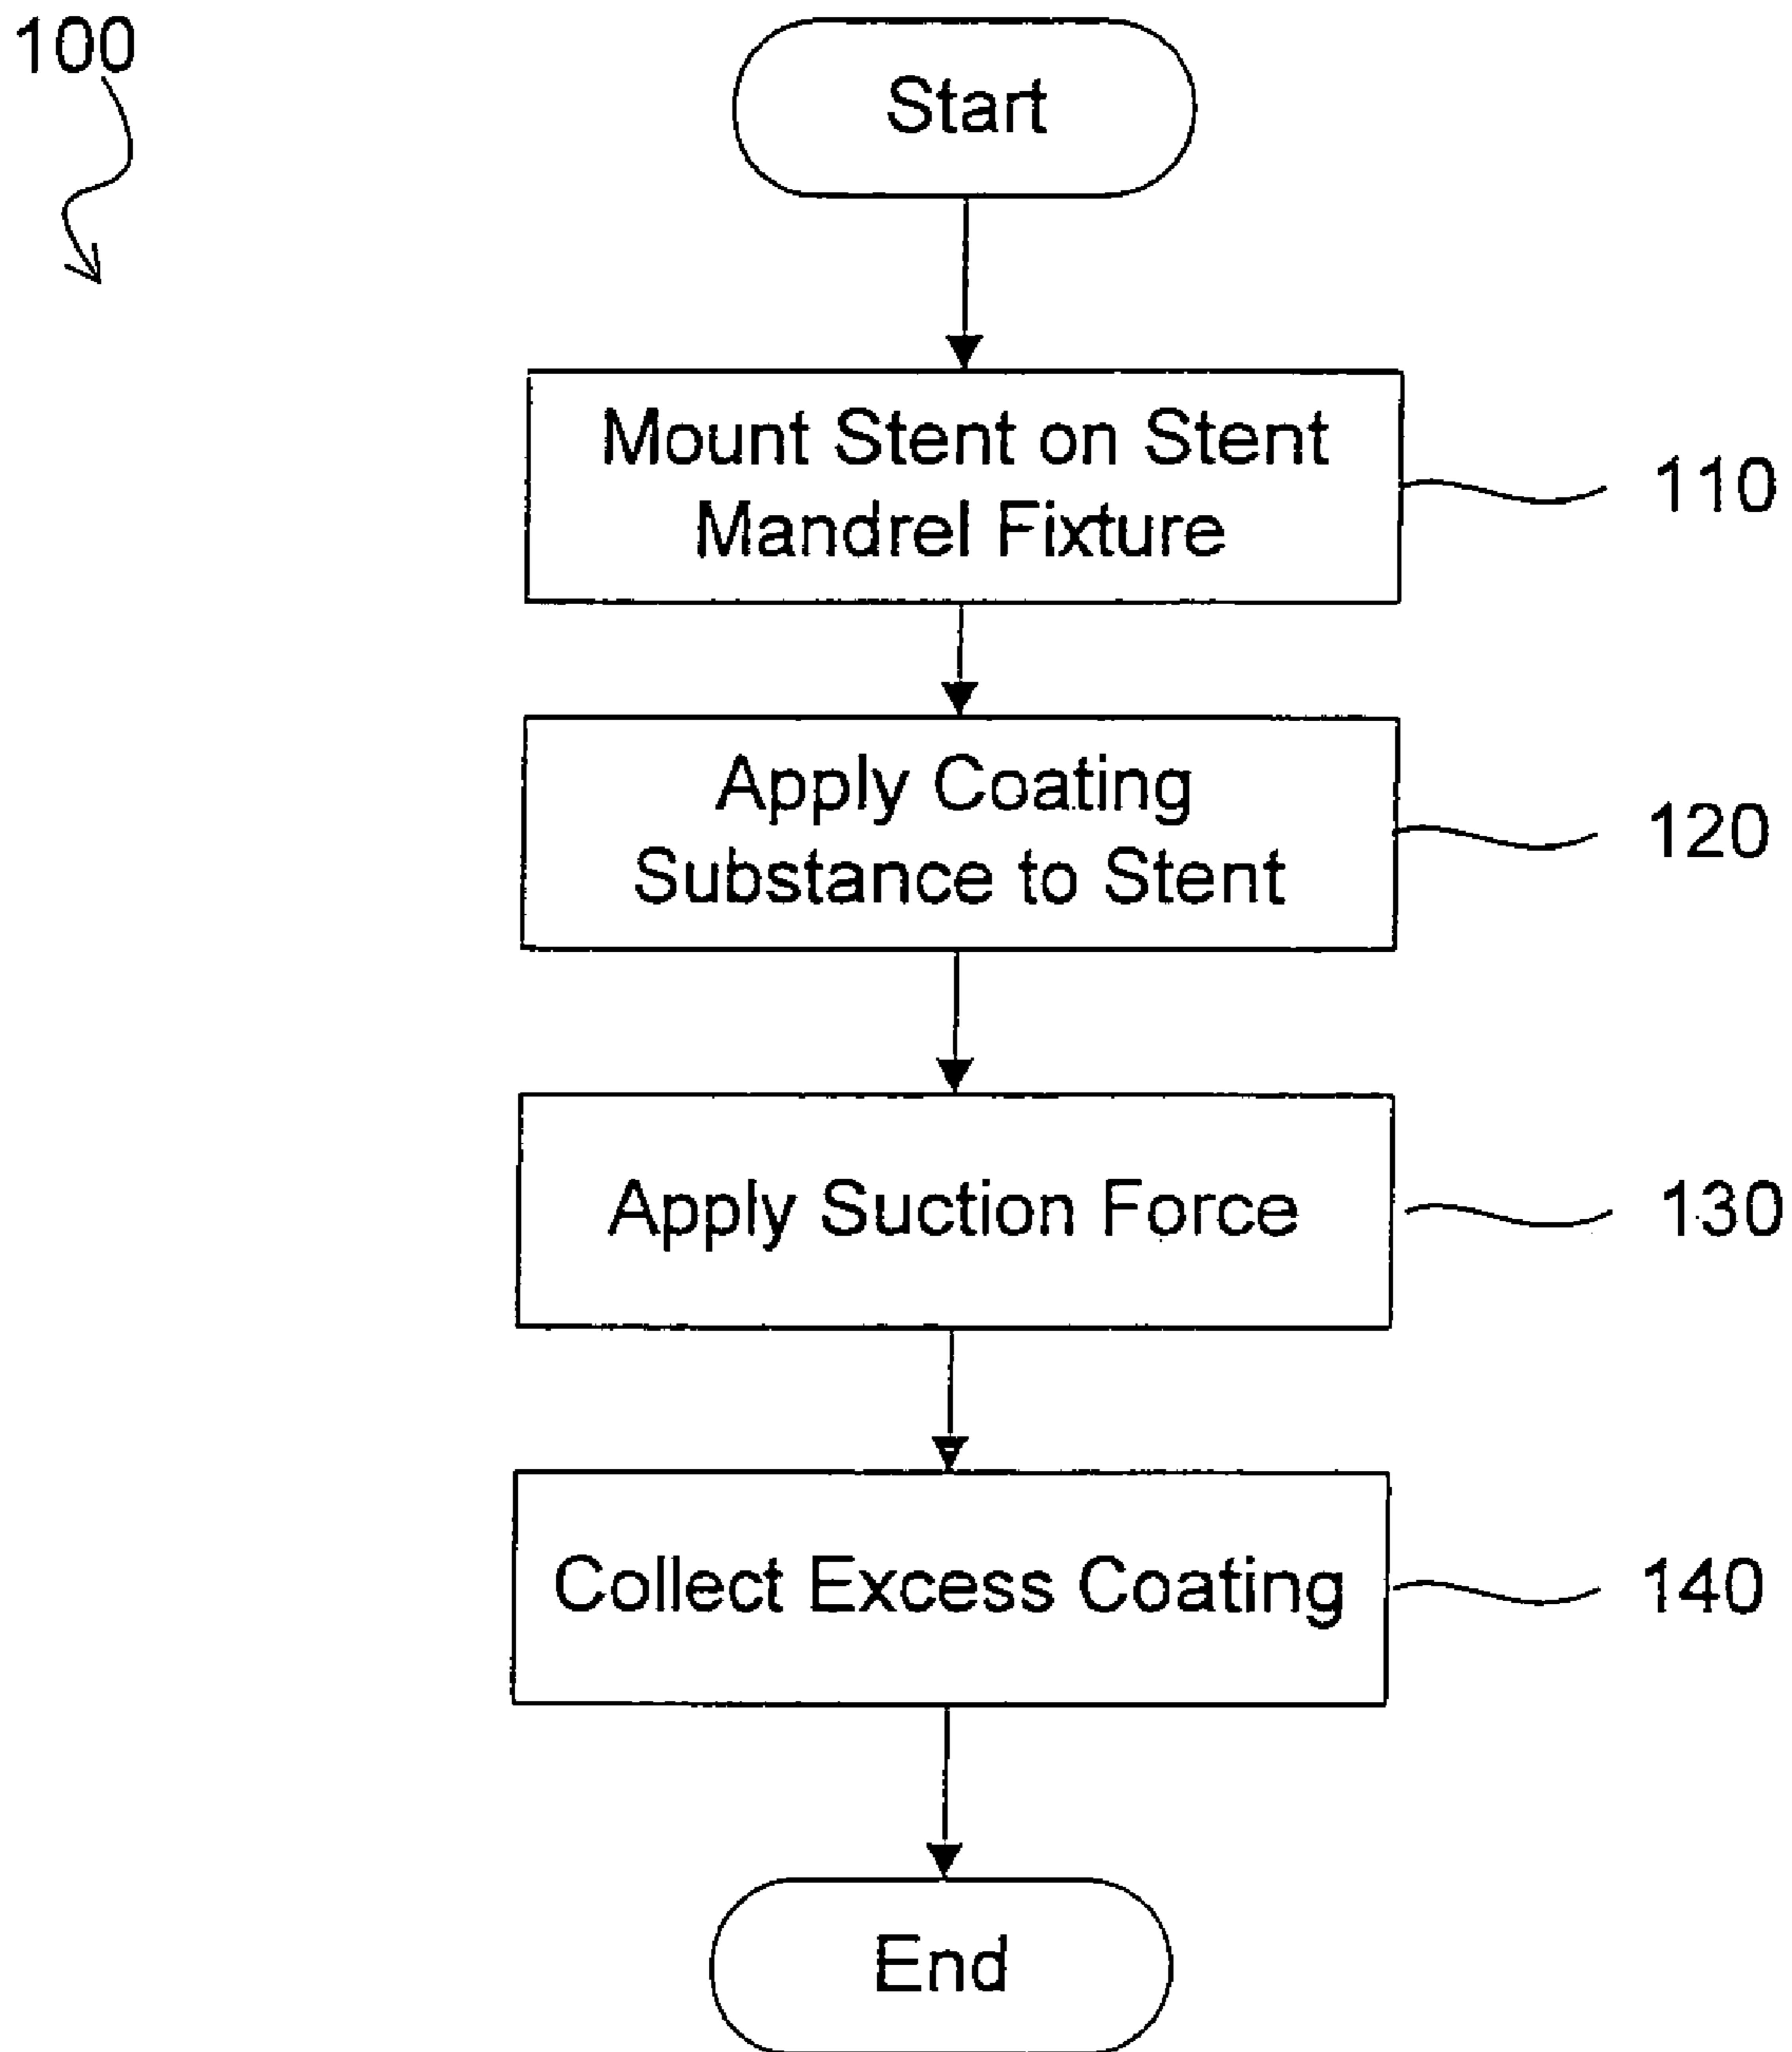 100
Start
Mount Stent on Stent
Mandrel Fixture
110
Apply Coating
Substance to Stent
120
Apply Suction Force
130
Collect Excess Coating
140
End